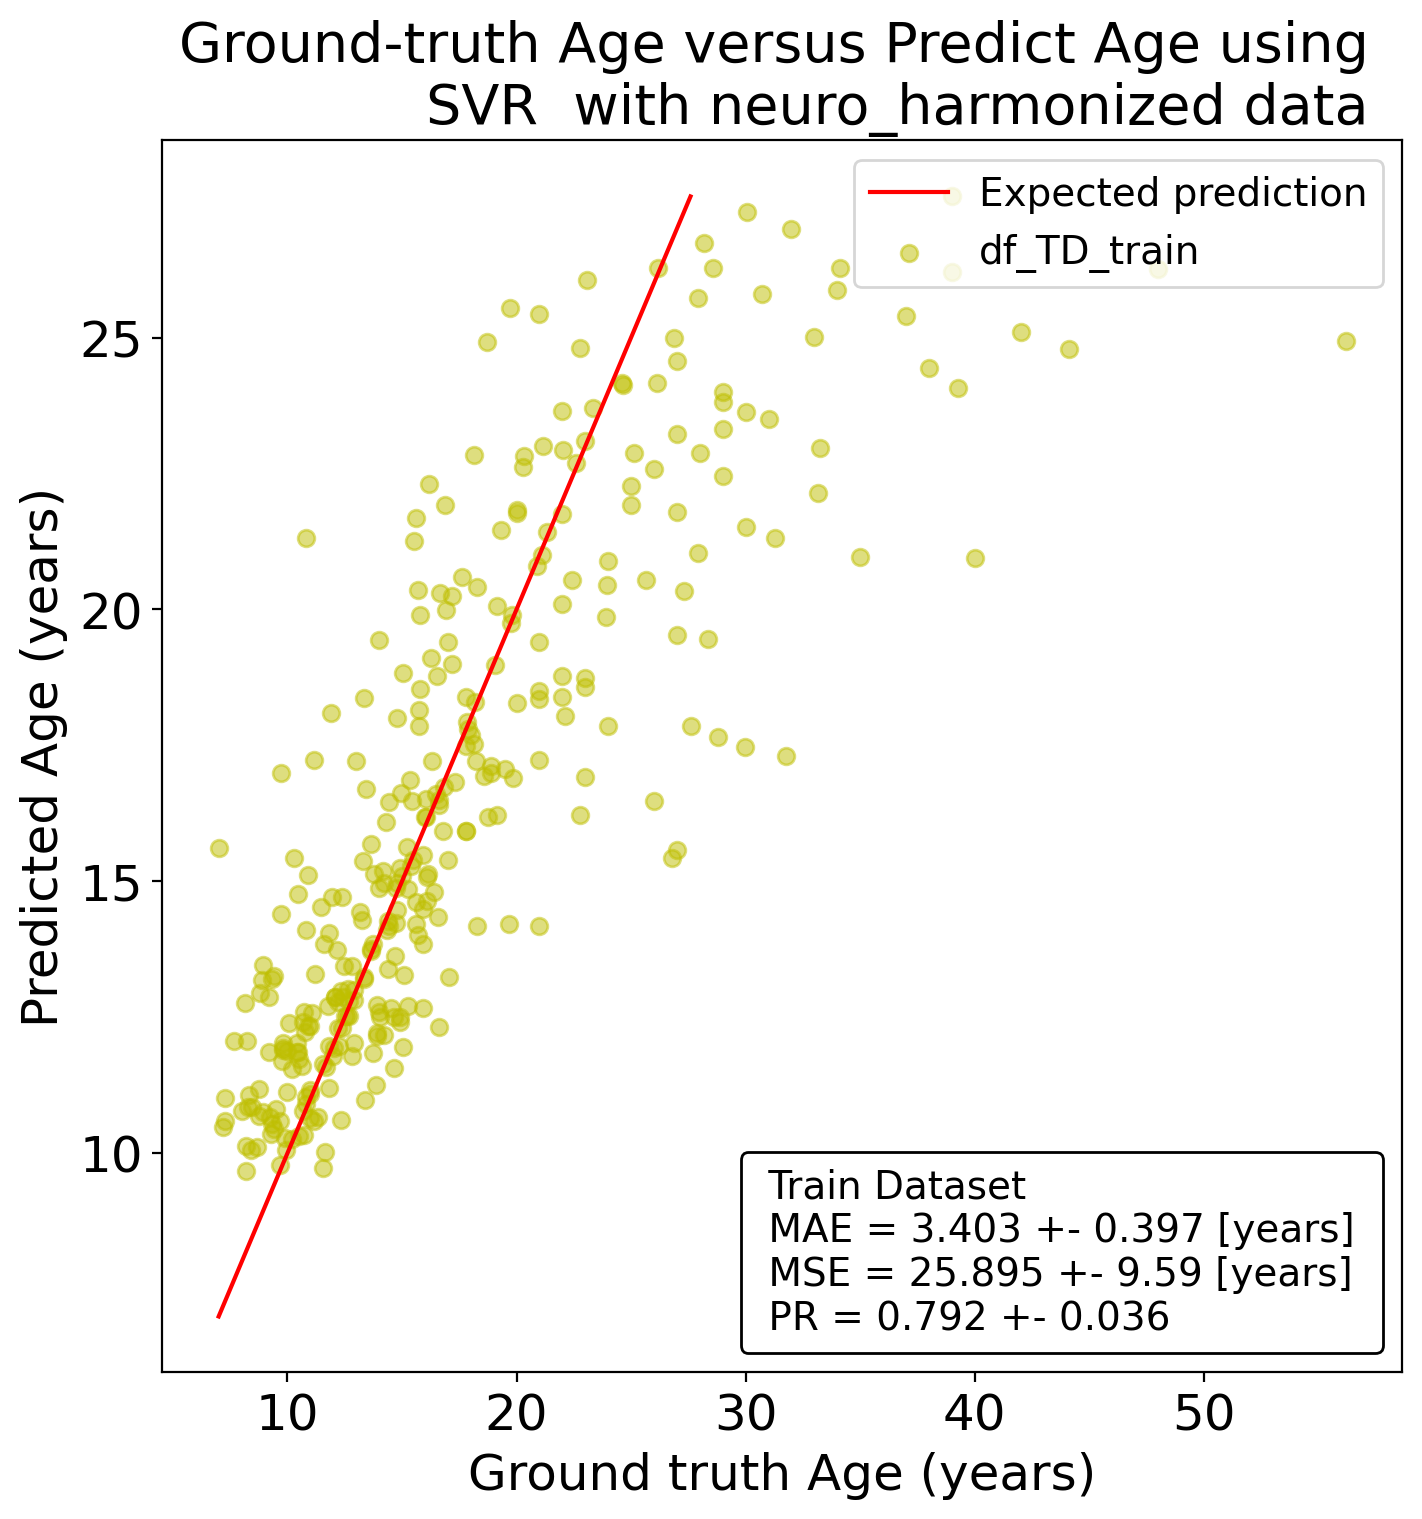 Ground-truth Age versus Predict Age using
SVR  with neuro_harmonized data
Expected prediction
df_TD_train
Predicted Age (years)
25
20
15
10
Train Dataset
MAE = 3.403 +- 0.397 [years]
MSE = 25.895 +- 9.59 [years]
PR = 0.792 +- 0.036
10 20 30 40 50
Ground truth Age (years)